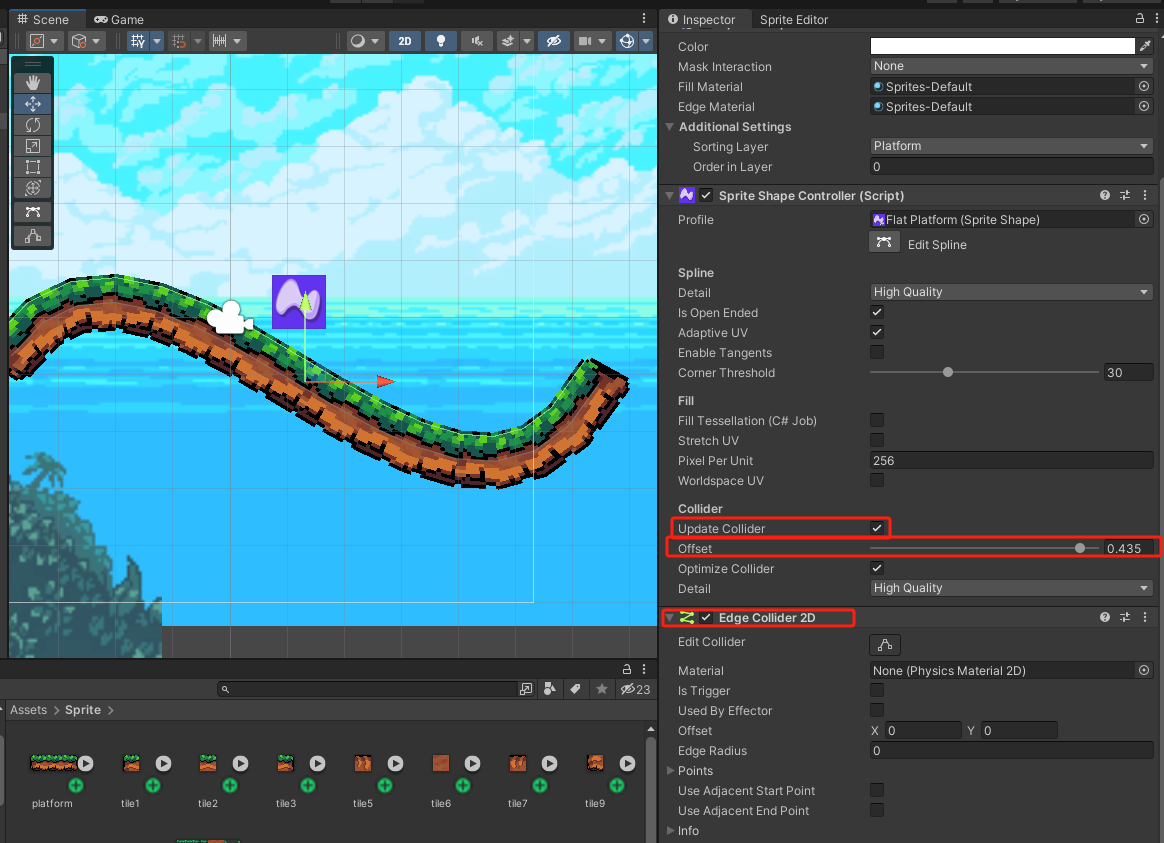 Scene Game
Inspector Sprite Editor
2D
Color
Mask Interaction None
Fill Material Sprites-Default
Edge Material Sprites-Default
Additional Settings
Sorting Layer Platform
Order in Layer 0
Sprite Shape Controller (Script)
Profile Flat Platform (Sprite Shape)
Edit Spline
Spline
Detail High Quality
Is Open Ended
Adaptive UV
Enable Tangents
Corner Threshold 30
Fill
Fill Tessellation (C# Job)
Stretch UV
Pixel Per Unit 256
Worldspace UV
Collider
Update Collider
Offset 0.435
Optimize Collider
Detail High Quality
Edge Collider 2D
Edit Collider
Material None (Physics Material 2D)
Is Trigger
Used By Effector
Offset X 0 Y 0
Edge Radius 0
Points
Use Adjacent Start Point
Use Adjacent End Point
Info
23
Assets > Sprite >
platform tile1 tile2 tile3 tile5 tile6 tile7 tile9